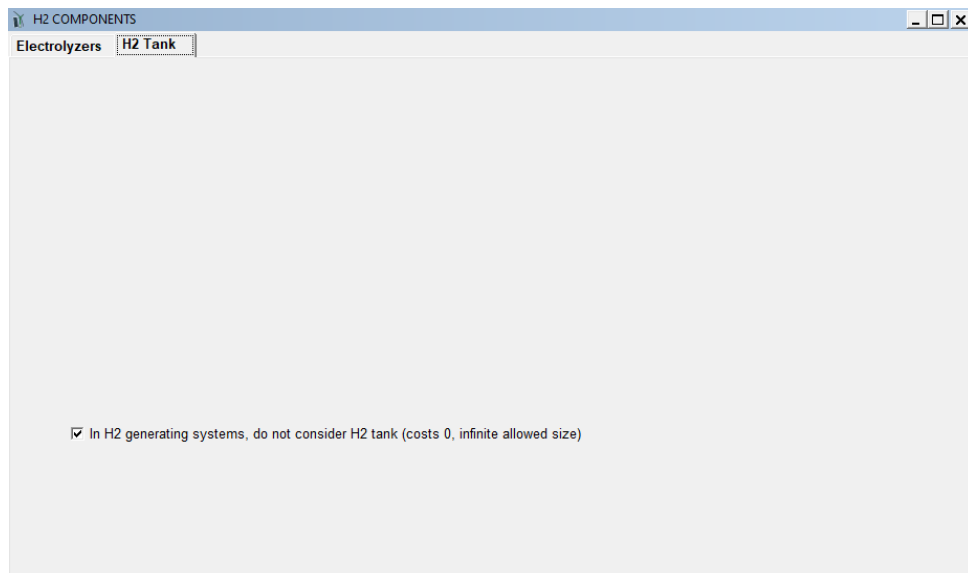 H2 COMPONENTS
Electrolyzers H2 Tank
In H2 generating systems, do not consider H2 tank (costs 0, infinite allowed size)